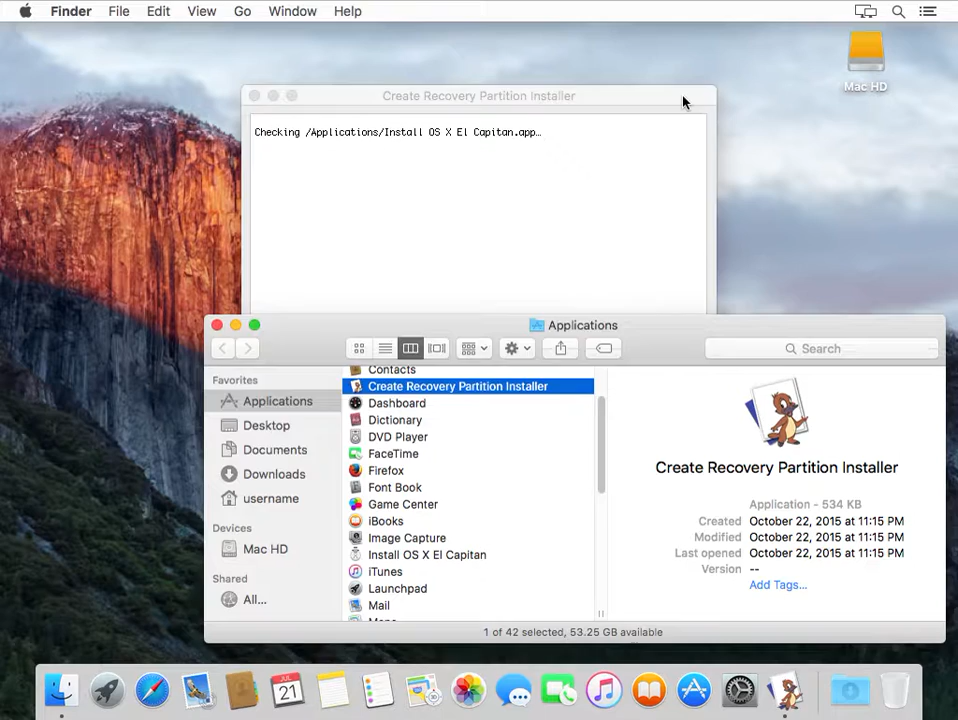 Finder File Edit View Go Window Help
Mac HD
Create Recovery Partition Installer
Checking /Applications/Install OS X El Capitan.app…
Applications
Search
Favorites
Applications
Desktop
Documents
Downloads
username
Devices
Mac HD
Shared
All...
Contacts
Create Recovery Partition Installer
Dashboard
Dictionary
DVD Player
FaceTime
Firefox
Font Book
Game Center
iBooks
Image Capture
Install OS X El Capitan
iTunes
Launchpad
Mail
Create Recovery Partition Installer
Application - 534 KB
Created October 22, 2015 at 11:15 PM
Modified October 22, 2015 at 11:15 PM
Last opened October 22, 2015 at 11:15 PM
Version --
Add Tags...
1 of 42 selected, 53.25 GB available
JUL
21